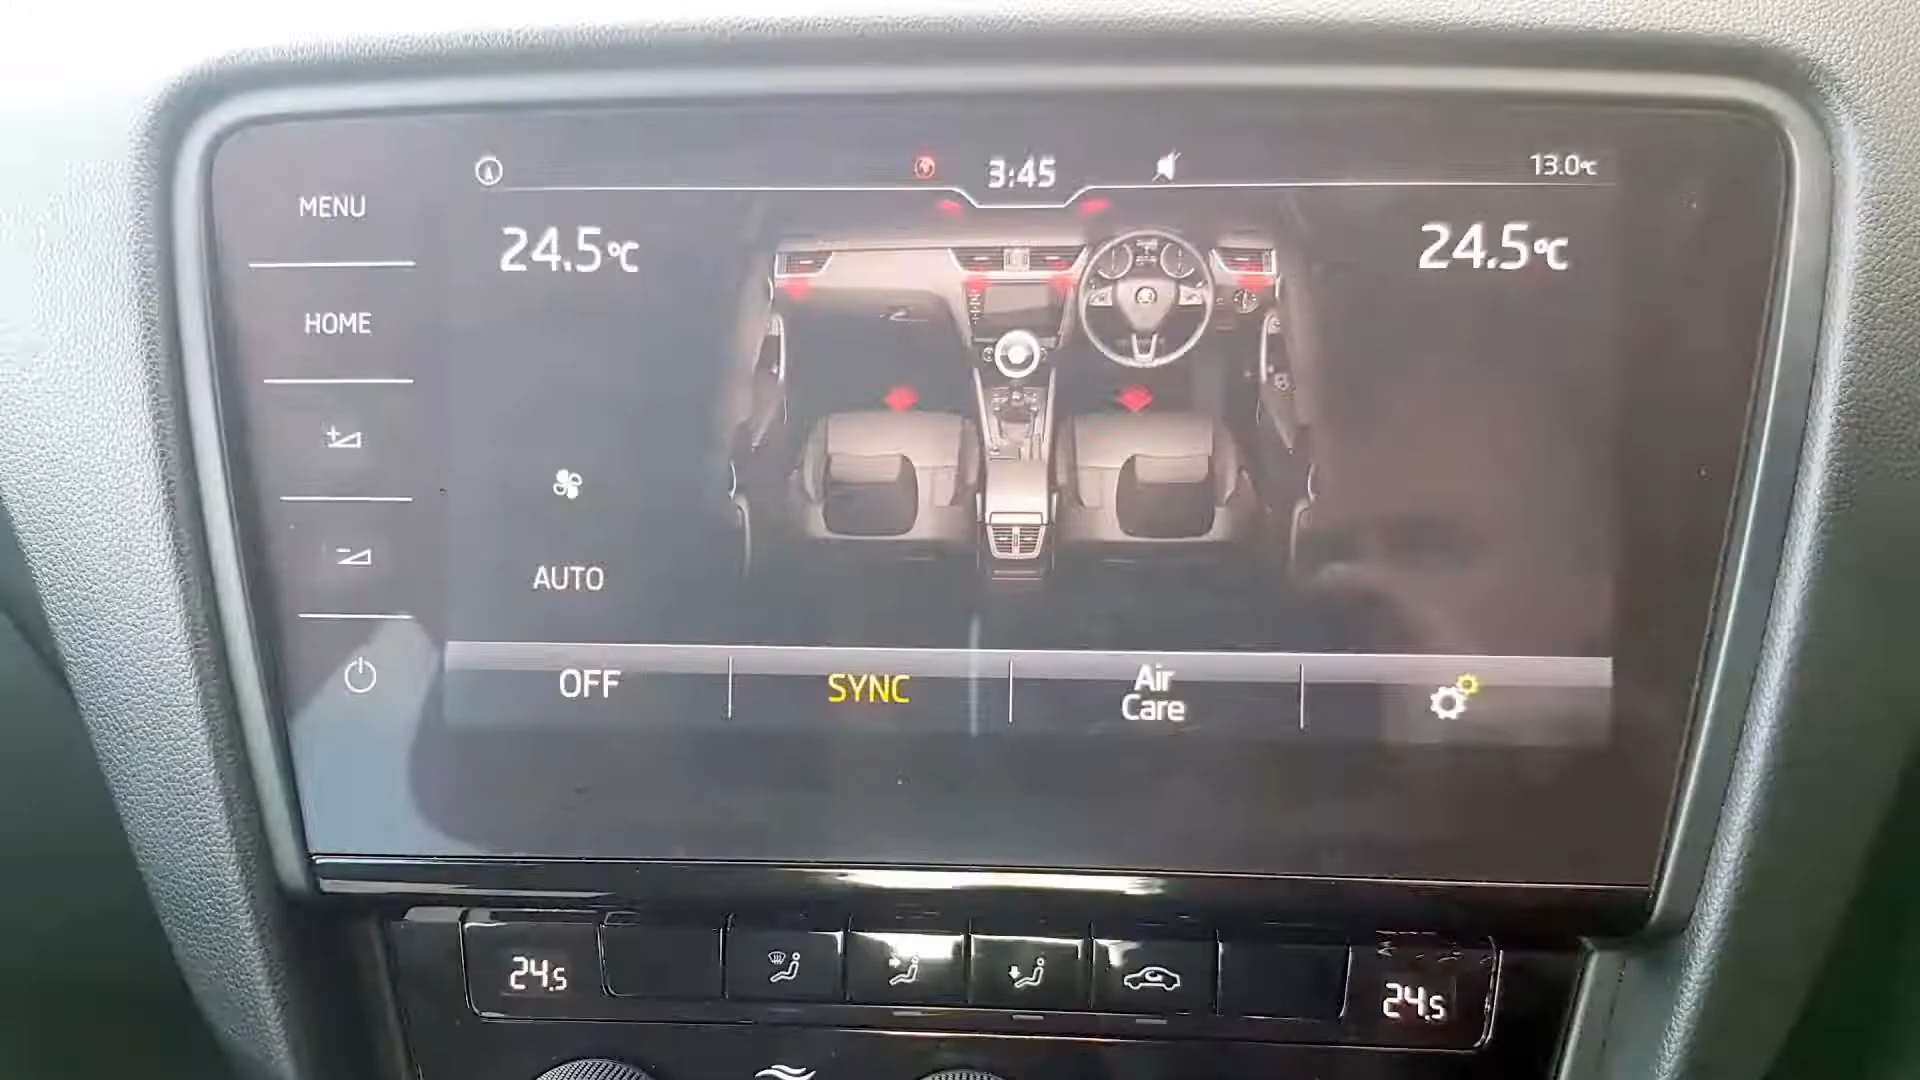 MENU
HOME
3:45
13.0℃
24.5℃
24.5℃
AUTO
OFF
SYNC
Air
Care
24.5
24.5